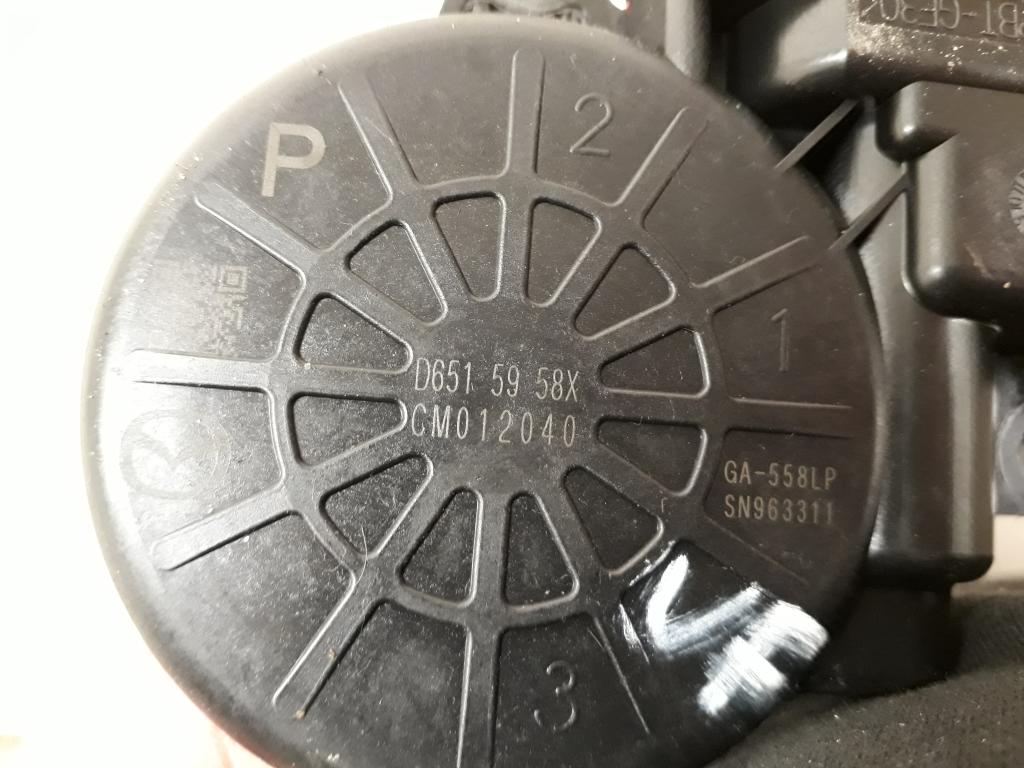 P
2
1
D651 59 58X
CM012040
GA-558LP
SN963311
3